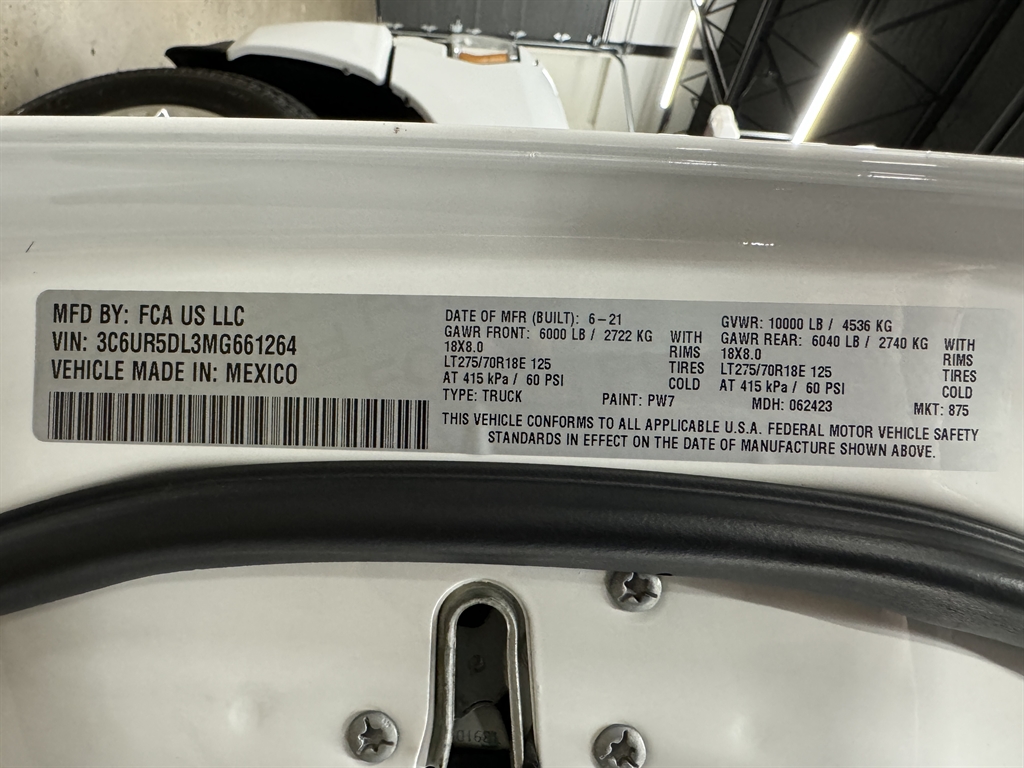 MFD BY: FCA US LLC
VIN: 3C6UR5DL3MG661264
VEHICLE MADE IN: MEXICO
DATE OF MFR (BUILT): 6-21
GAWR FRONT: 6000 LB / 2722 KG WITH
18X8.0 RIMS
LT275/70R18E 125 TIRES
AT 415 kPa / 60 PSI COLD
TYPE: TRUCK PAINT: PW7
GVWR: 10000 LB / 4536 KG
GAWR REAR: 6040 LB / 2740 KG WITH
18X8.0 RIMS
LT275/70R18E 125 TIRES
AT 415 kPa / 60 PSI COLD
MDH: 062423 MKT: 875
THIS VEHICLE CONFORMS TO ALL APPLICABLE U.S.A. FEDERAL MOTOR VEHICLE SAFETY
STANDARDS IN EFFECT ON THE DATE OF MANUFACTURE SHOWN ABOVE.